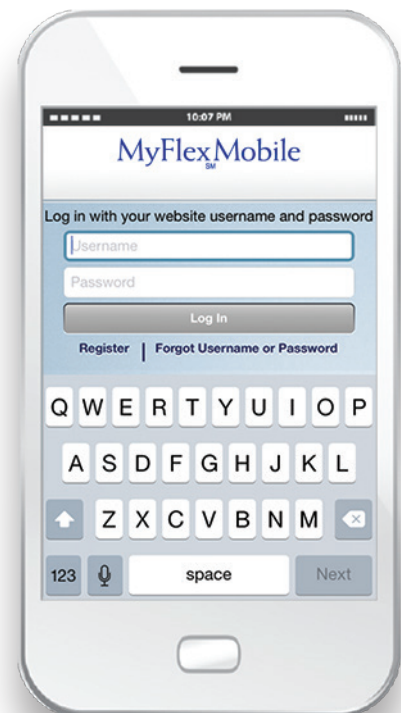 10:07 PM
MyFlexMobile
SM
Log in with your website username and password
Username
Password
Log In
Register | Forgot Username or Password
Q W E R T Y U I O P
A S D F G H J K L
Z X C V B N M
123 space Next